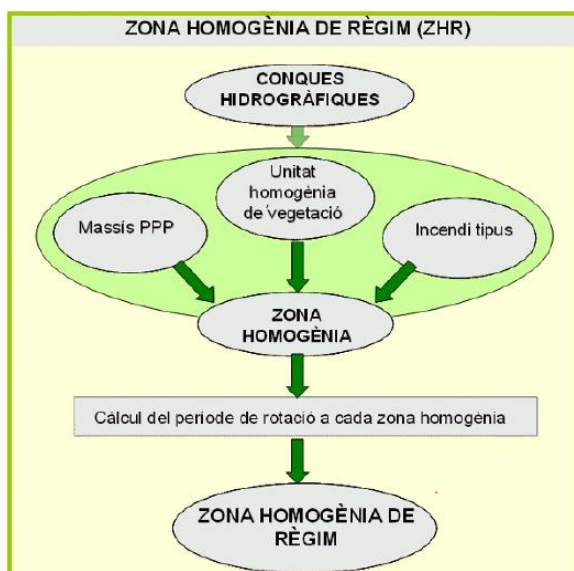 ZONA HOMOGÈNIA DE RÈGIM (ZHR)
CONQUES
HIDROGRÀFIQUES
Unitat
homogènia
de vegetació
Massís PPP
Incendi tipus
ZONA
HOMOGÈNIA
Càlcul del període de rotació a cada zona homogènia
ZONA HOMOGÈNIA DE
RÈGIM